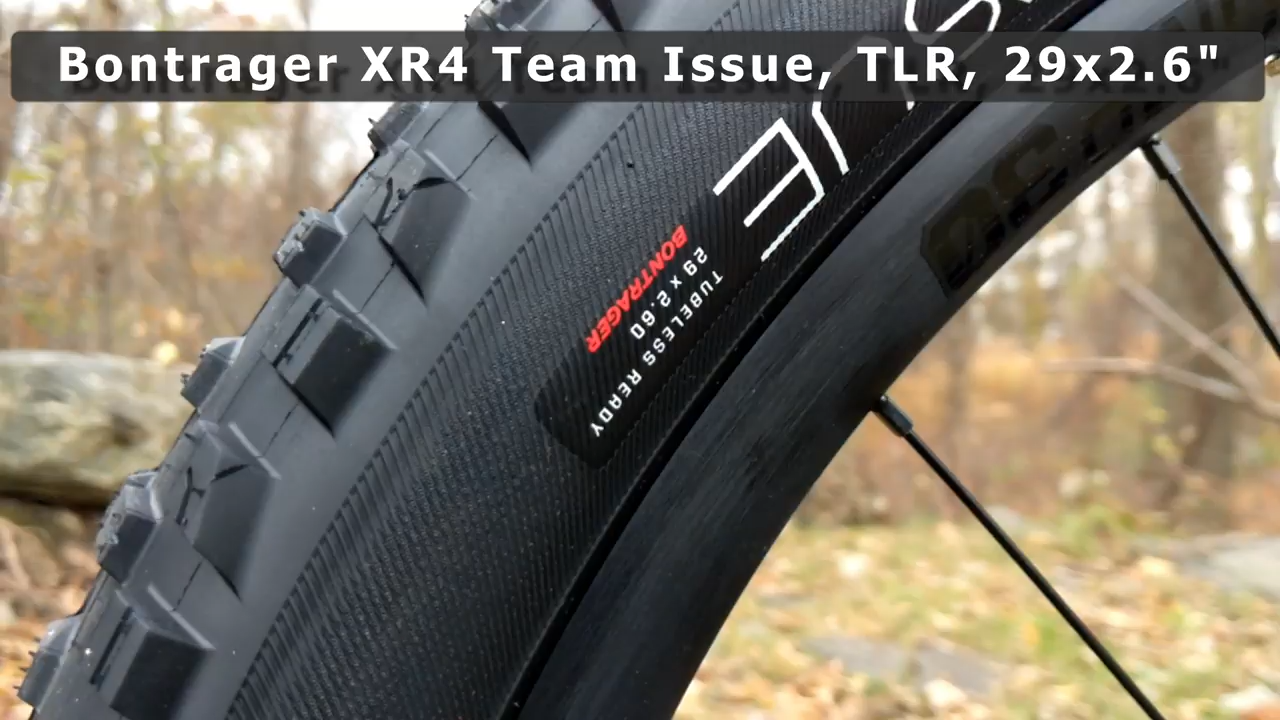 Bontrager XR4 Team Issue, TLR, 29x2.6"
BONTRAGER
29 x 2.60
TUBELESS READY